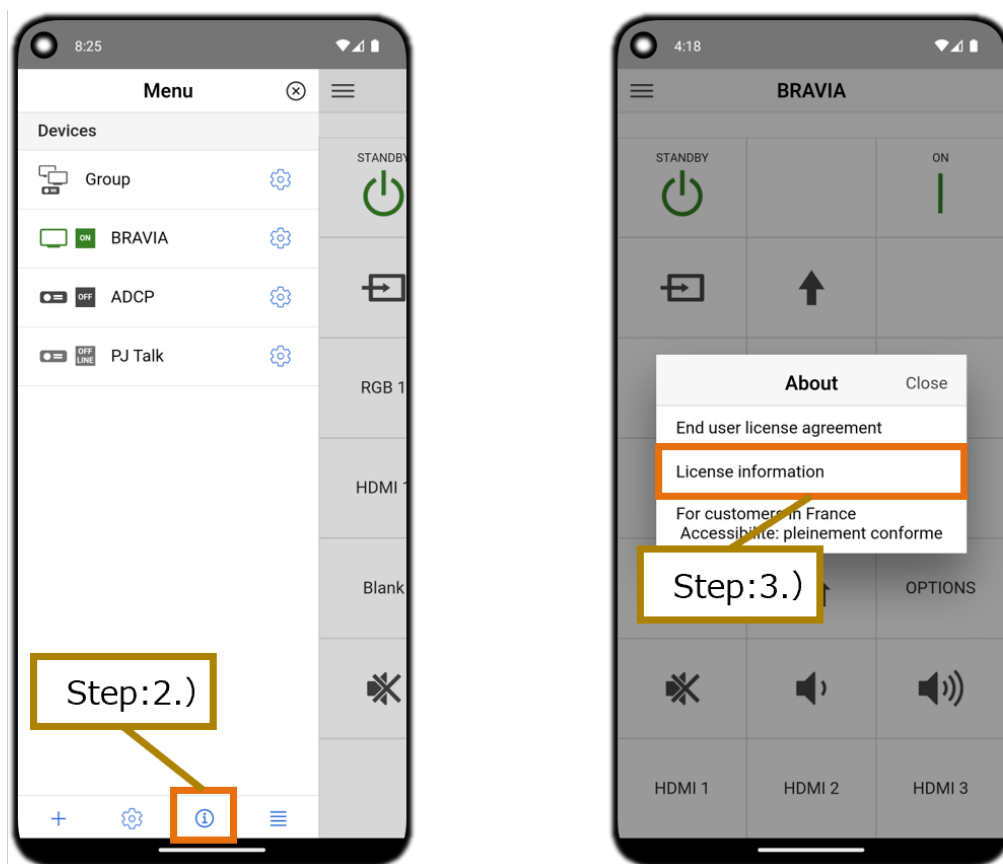 8:25
Menu
Devices
Group
ON
BRAVIA
OFF
ADCP
OFF
LINE
PJ Talk
STANDBY
RGB 1
HDMI 1
Blank
Step:2.)
4:18
BRAVIA
STANDBY
ON
About
Close
End user license agreement
License information
For customers in France
Accessibilite: pleinement conforme
Step:3.)
OPTIONS
HDMI 1
HDMI 2
HDMI 3